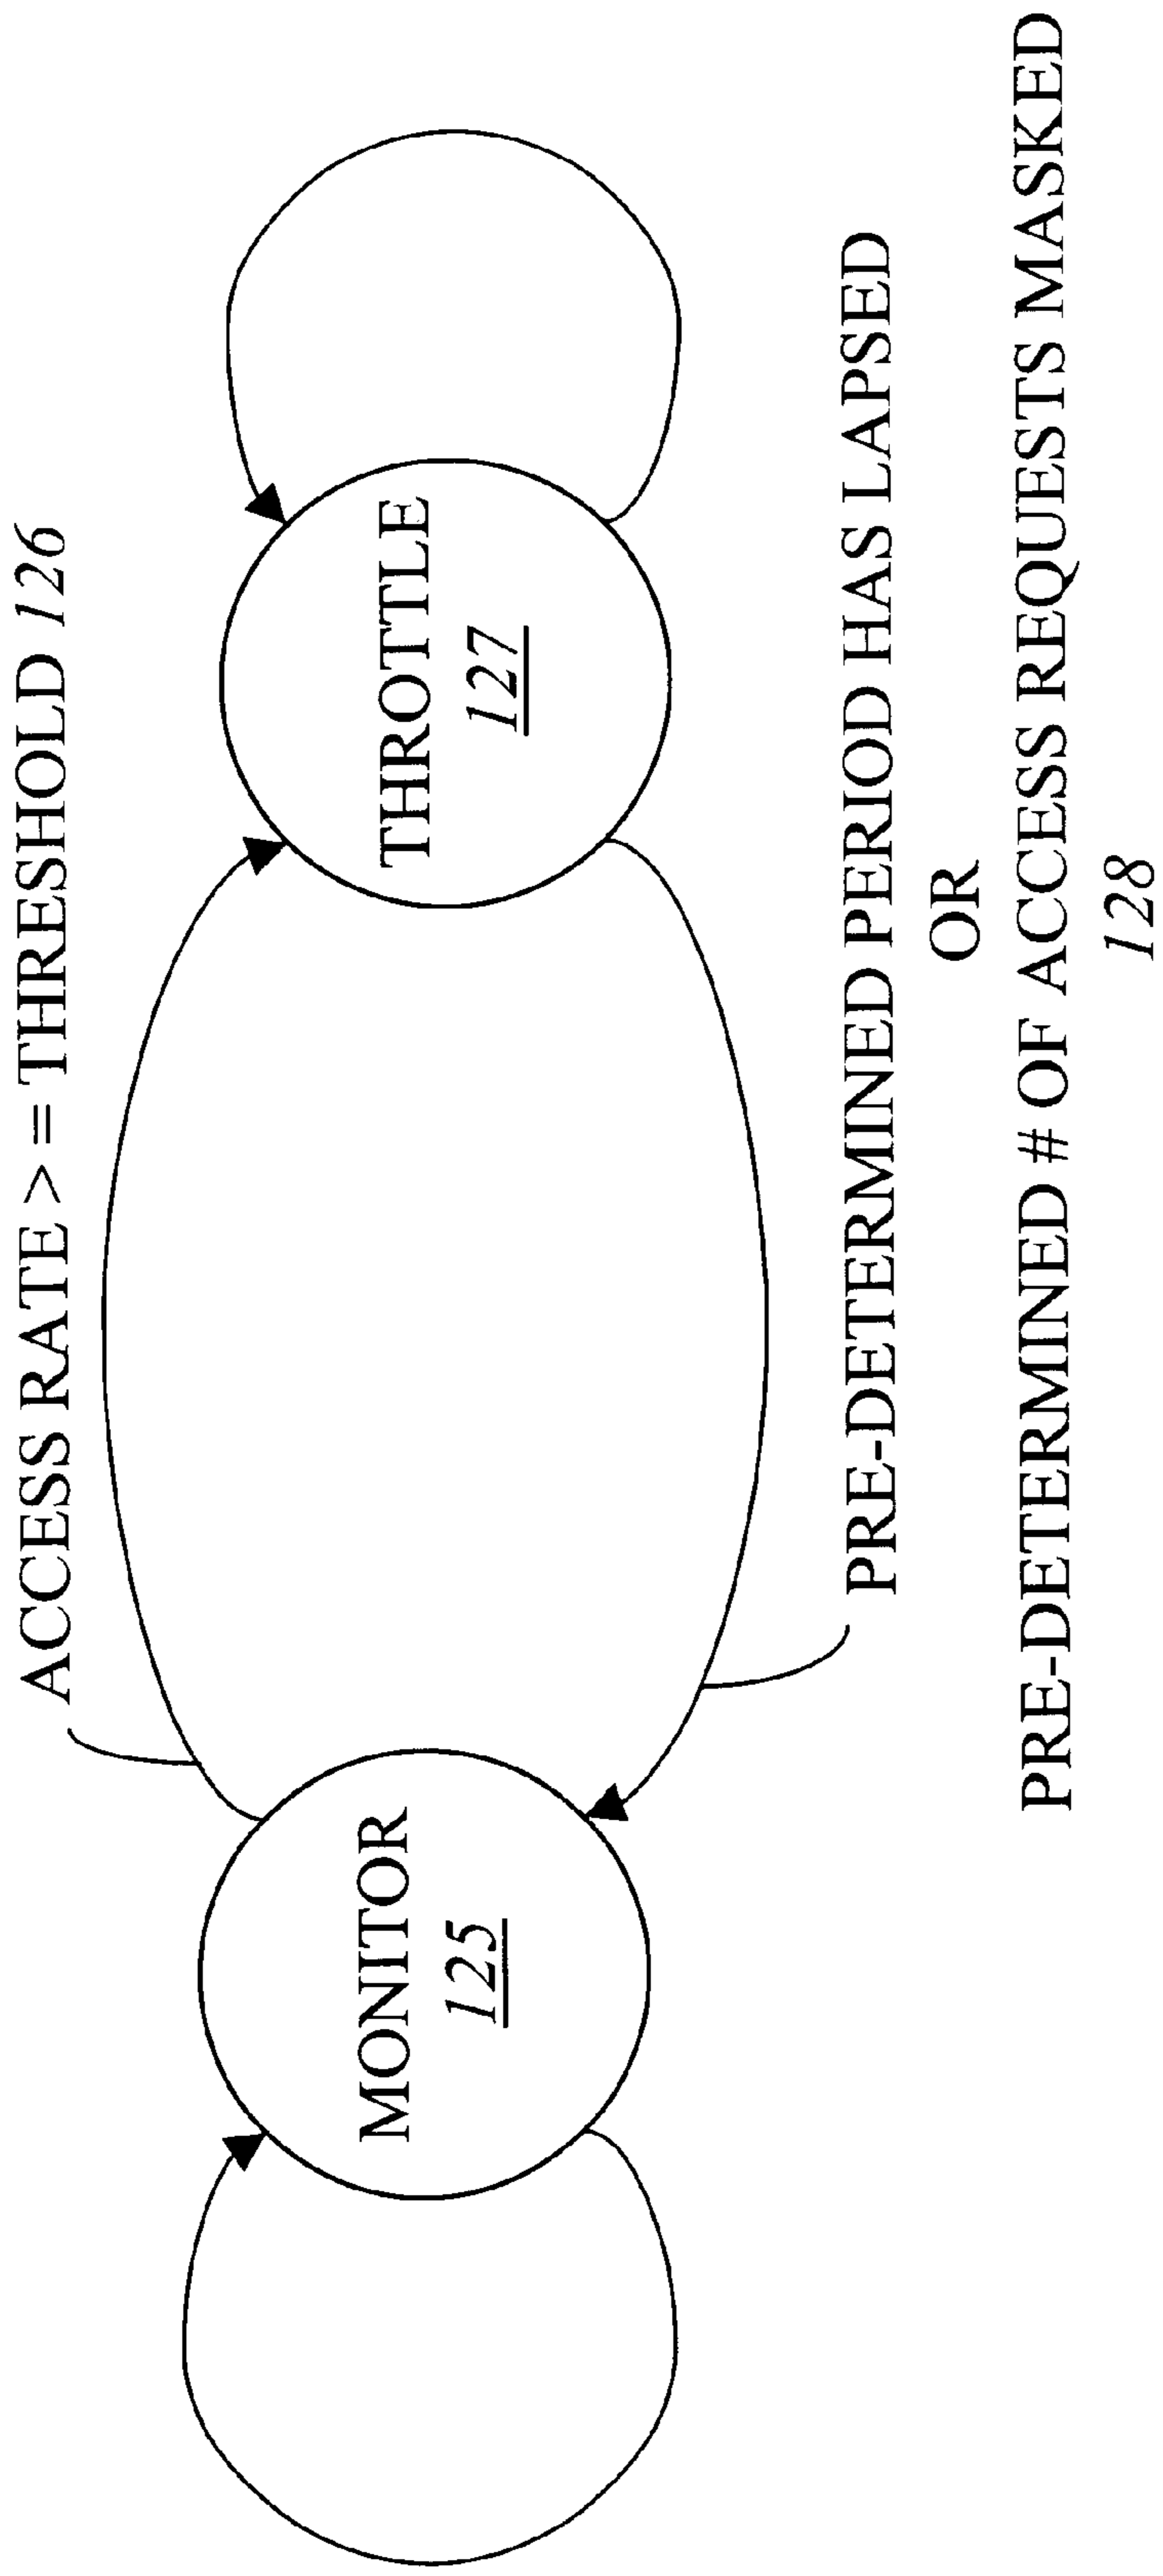 ACCESS RATE > = THRESHOLD 126
MONITOR
125
THROTTLE
127
PRE-DETERMINED PERIOD HAS LAPSED
OR
PRE-DETERMINED # OF ACCESS REQUESTS MASKED
128